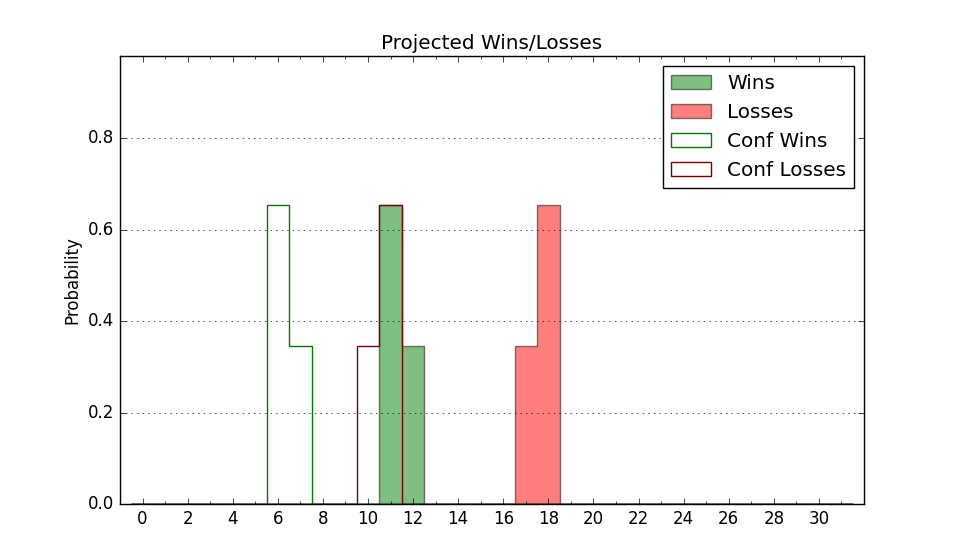 Projected Wins/Losses
Wins
Losses
Conf Wins
Conf Losses
Probability
0.8
0.6
0.4
0.2
0.0
0 2 4 6 8 10 12 14 16 18 20 22 24 26 28 30